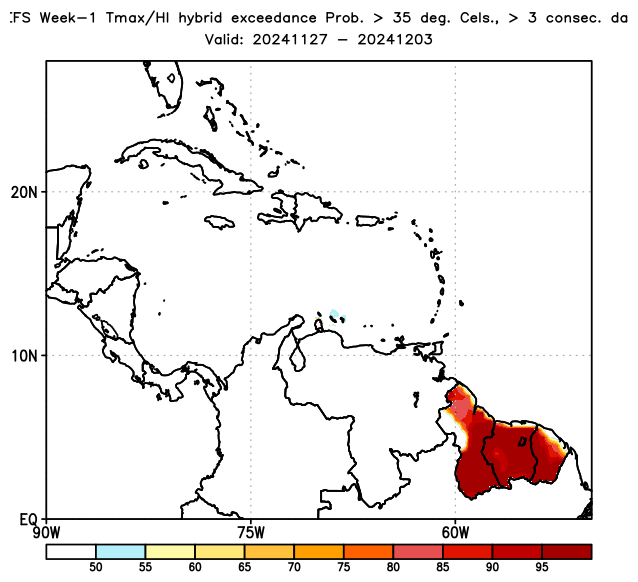 :FS Week-1 Tmax/HI hybrid exceedance Prob. > 35 deg. Cels., > 3 consec. da
Valid: 20241127 - 20241203
20N
10N
EQ
90W 75W 60W
50 55 60 65 70 75 80 85 90 95